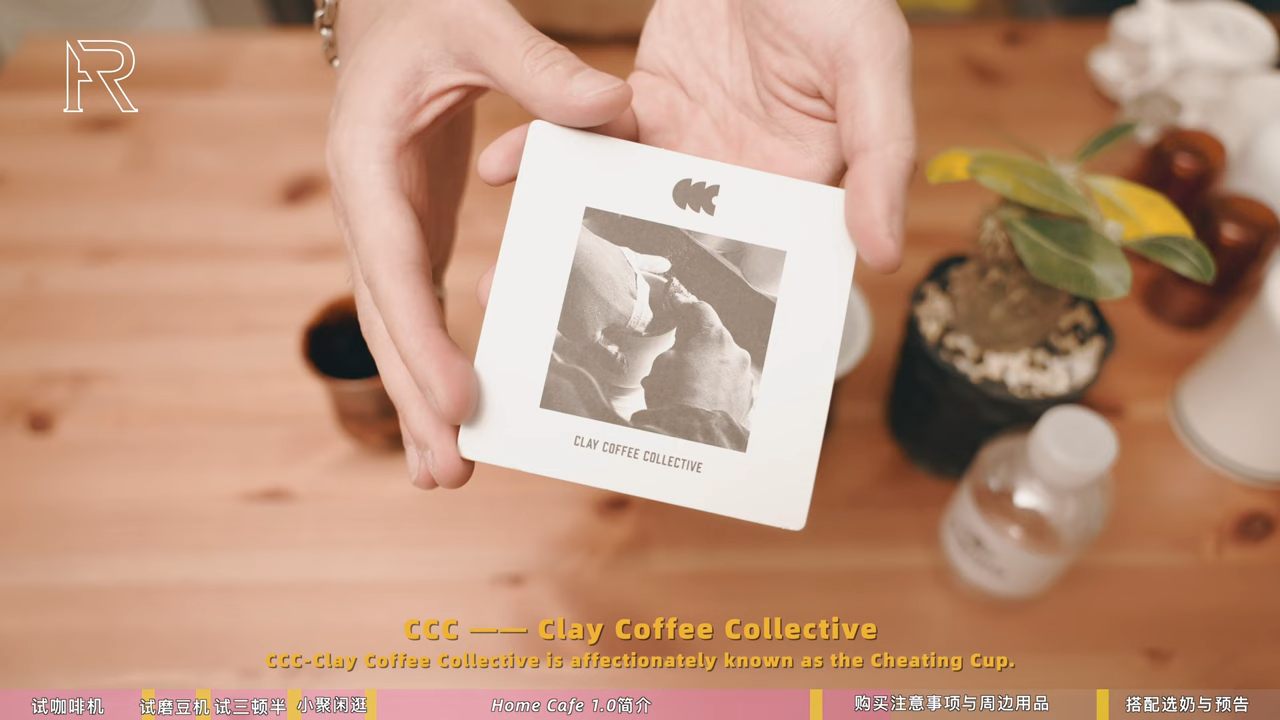 R
CLAY COFFEE COLLECTIVE
CCC —— Clay Coffee Collective
CCC-Clay Coffee Collective is affectionately known as the Cheating Cup.
试咖啡机 试磨豆机 试三顿半 小聚闲逛 Home Cafe 1.0简介 购买注意事项与周边用品 搭配选奶与预告